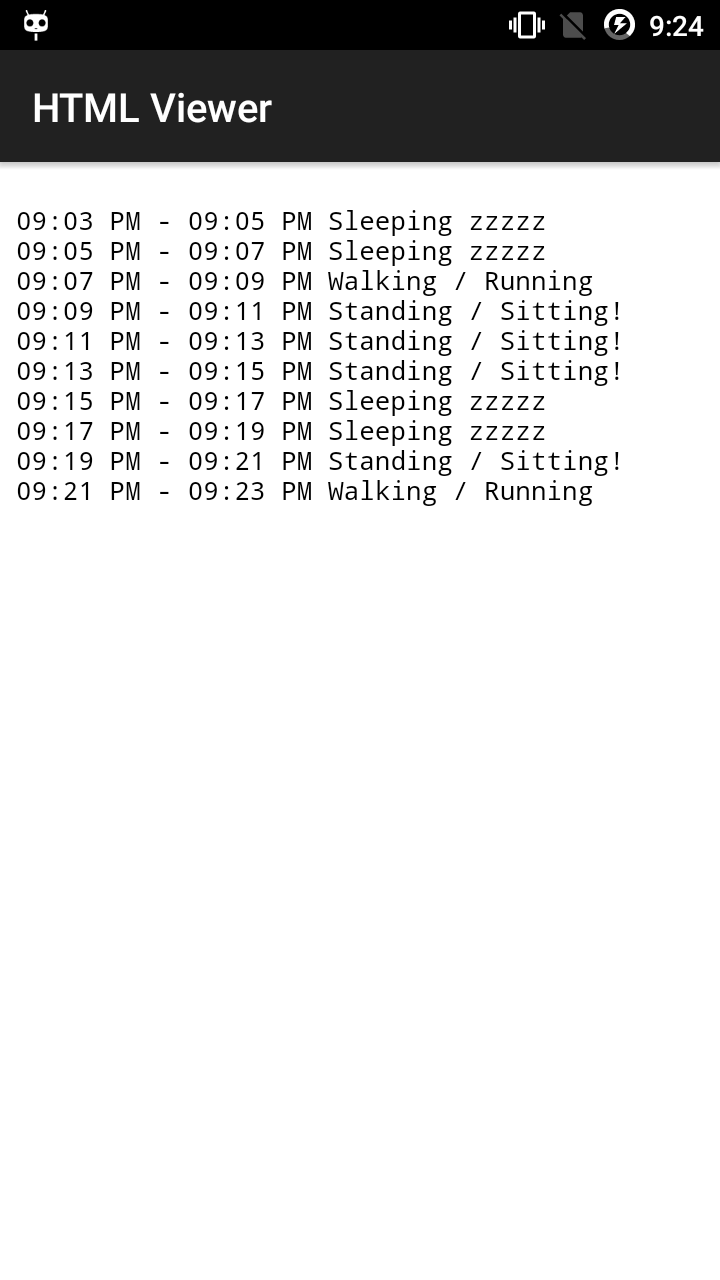 9:24
HTML Viewer
09:03 PM - 09:05 PM Sleeping zzzzz
09:05 PM - 09:07 PM Sleeping zzzzz
09:07 PM - 09:09 PM Walking / Running
09:09 PM - 09:11 PM Standing / Sitting!
09:11 PM - 09:13 PM Standing / Sitting!
09:13 PM - 09:15 PM Standing / Sitting!
09:15 PM - 09:17 PM Sleeping zzzzz
09:17 PM - 09:19 PM Sleeping zzzzz
09:19 PM - 09:21 PM Standing / Sitting!
09:21 PM - 09:23 PM Walking / Running